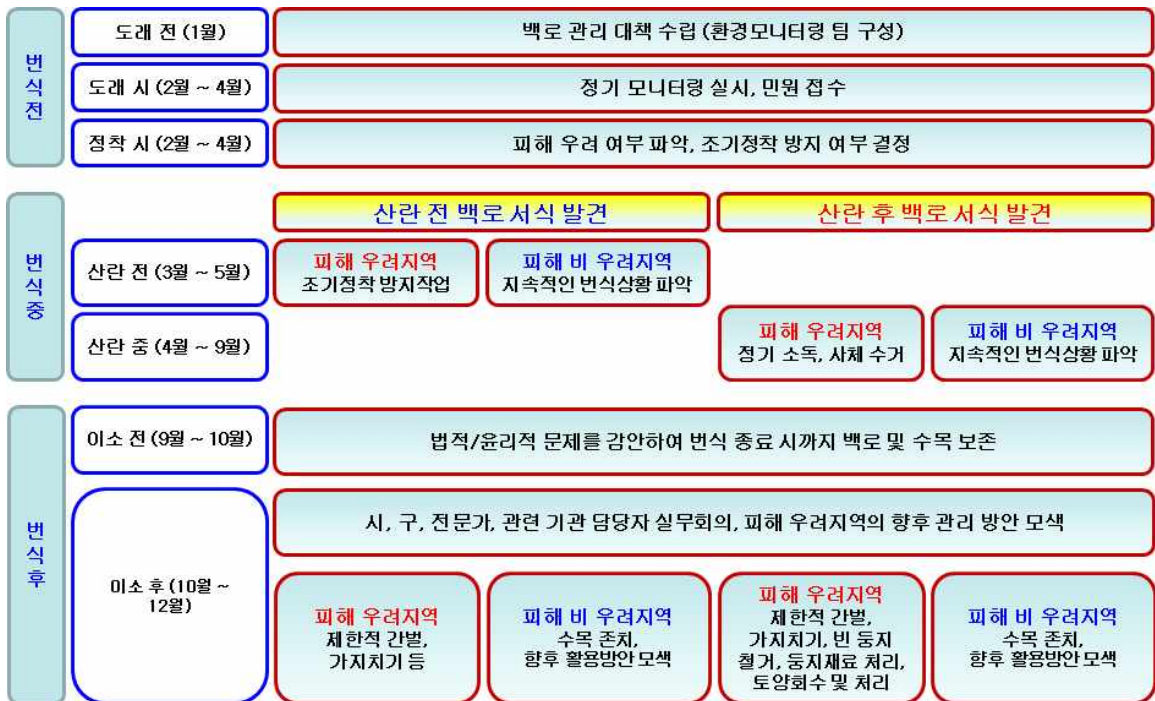 번식전
도래 전 (1월)
백로 관리 대책 수립 (환경모니터링 팀 구성)
도래 시 (2월 ~ 4월)
정기 모니터링 실시, 민원 접수
정착 시 (2월 ~ 4월)
피해 우려 여부 파악, 조기정착 방지 여부 결정
번식중
산란 전 백로 서식 발견
산란 후 백로 서식 발견
산란 전 (3월 ~ 5월)
피해 우려지역
조기정착 방지작업
피해 비 우려지역
지속적인 번식상황 파악
산란 중 (4월 ~ 9월)
피해 우려지역
정기 소독, 사체 수거
피해 비 우려지역
지속적인 번식상황 파악
번식후
이소 전 (9월 ~ 10월)
법적/윤리적 문제를 감안하여 번식 종료 시까지 백로 및 수목 보존
이소 후 (10월 ~
12월)
시, 구, 전문가, 관련 기관 담당자 실무회의, 피해 우려지역의 향후 관리 방안 모색
피해 우려지역
제한적 간벌,
가지치기 등
피해 비 우려지역
수목 존치,
향후 활용방안 모색
피해 우려지역
제한적 간벌,
가지치기, 빈 둥지
철거, 둥지재료 처리,
토양회수 및 처리
피해 비 우려지역
수목 존치,
향후 활용방안 모색